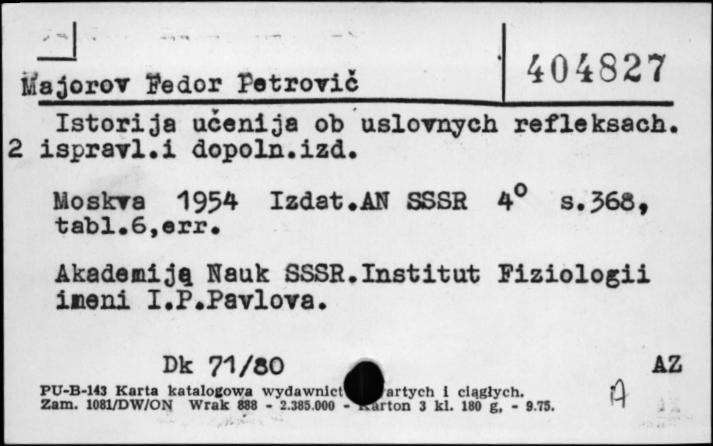 404827
Majorov Fedor Petrovič
Istorija učenija ob uslovnych refleksach.
2 ispravl.i dopoln.izd.
Moskva 1954 Izdat.AN SSSR 4° s.368,
tabl.6,err.
Akademiją Nauk SSSR.Institut Fiziologii
imeni I.P.Pavlova.
Dk 71/80 AZ
PU-B-143 Karta katalogowa wydawnict artych i ciągłych.
Zam. 1081/DW/ON Wrak 888 - 2.385.000 - Karton 3 kl. 180 g, - 9.75.
A